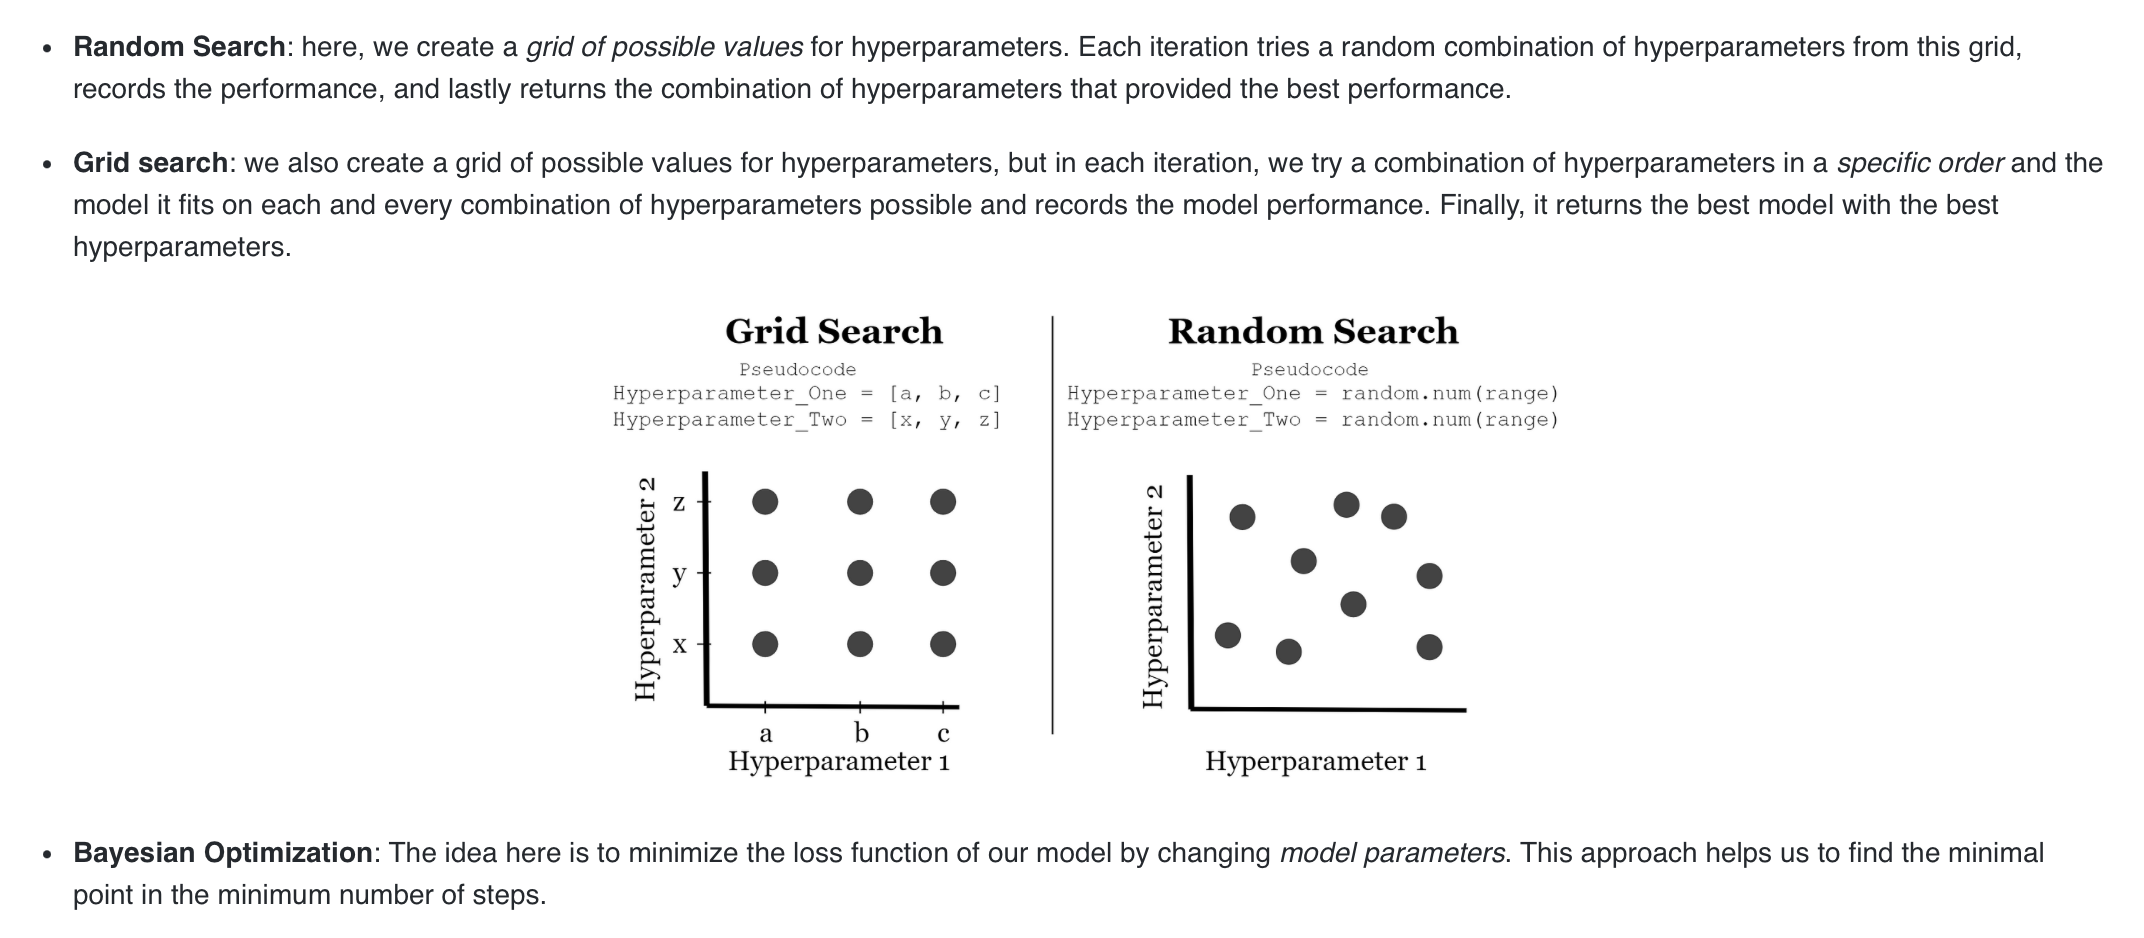 • Random Search: here, we create a grid of possible values for hyperparameters. Each iteration tries a random combination of hyperparameters from this grid,
records the performance, and lastly returns the combination of hyperparameters that provided the best performance.
• Grid search: we also create a grid of possible values for hyperparameters, but in each iteration, we try a combination of hyperparameters in a specific order and the
model it fits on each and every combination of hyperparameters possible and records the model performance. Finally, it returns the best model with the best
hyperparameters.
Grid Search
Pseudocode
Hyperparameter_One = [a, b, c]
Hyperparameter_Two = [x, y, z]
Hyperparameter 2
z
y
x
a b c
Hyperparameter 1
Random Search
Pseudocode
Hyperparameter_One = random.num(range)
Hyperparameter_Two = random.num(range)
Hyperparameter 2
Hyperparameter 1
• Bayesian Optimization: The idea here is to minimize the loss function of our model by changing model parameters. This approach helps us to find the minimal
point in the minimum number of steps.